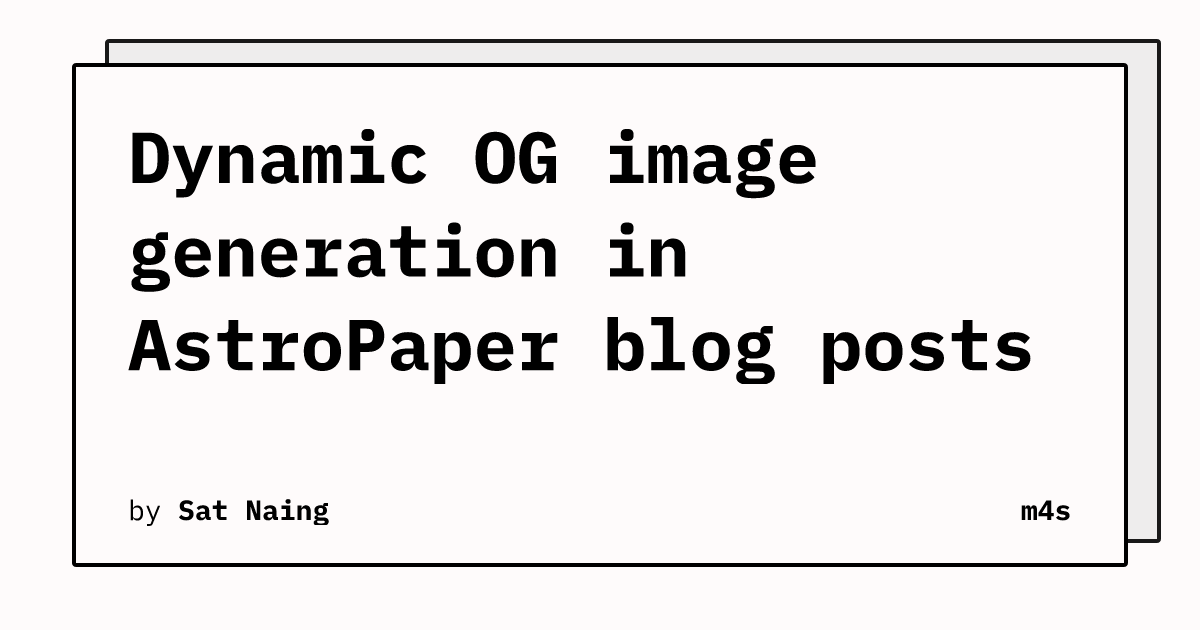 Dynamic OG image
generation in
AstroPaper blog posts
by Sat Naing
m4s